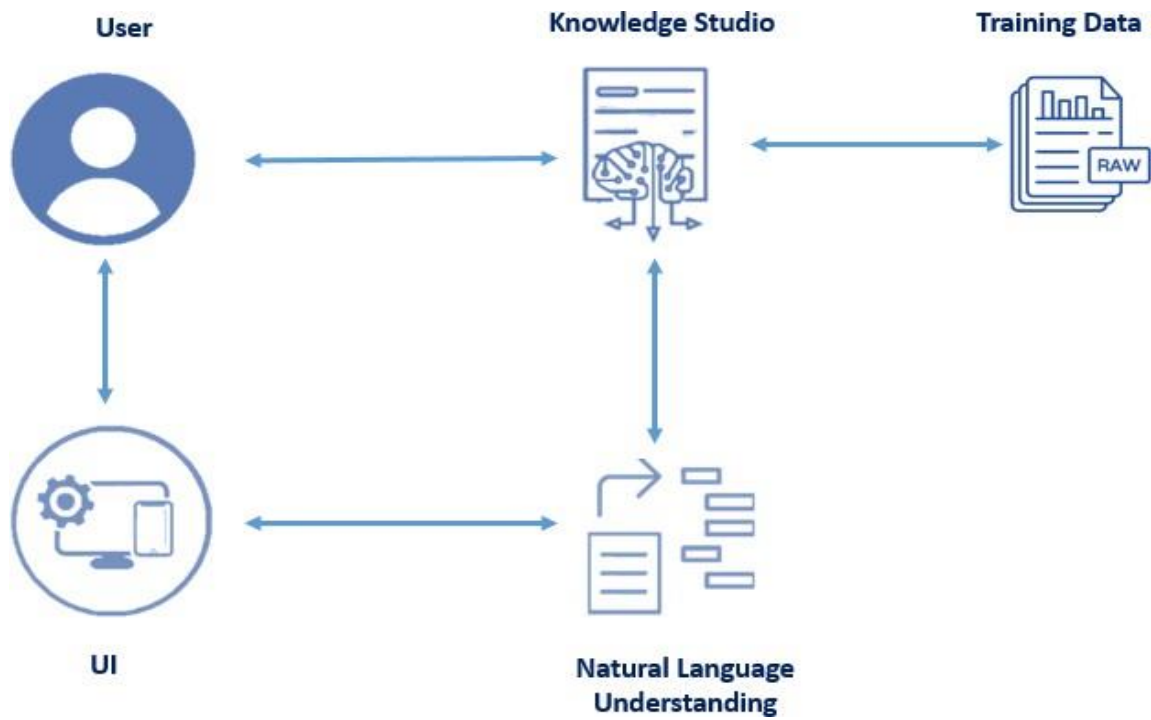 User
Knowledge Studio
Training Data
RAW
UI
Natural Language
Understanding